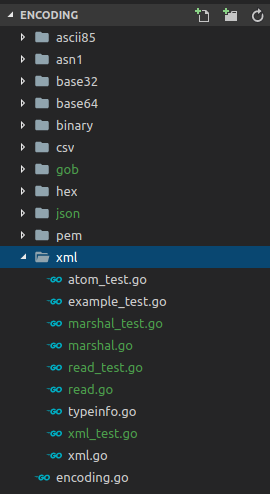 ENCODING
ascii85
asn1
base32
base64
binary
csv
gob
hex
json
pem
xml
GO atom_test.go
GO example_test.go
GO marshal_test.go
GO marshal.go
GO read_test.go
GO read.go
GO typeinfo.go
GO xml_test.go
GO xml.go
GO encoding.go